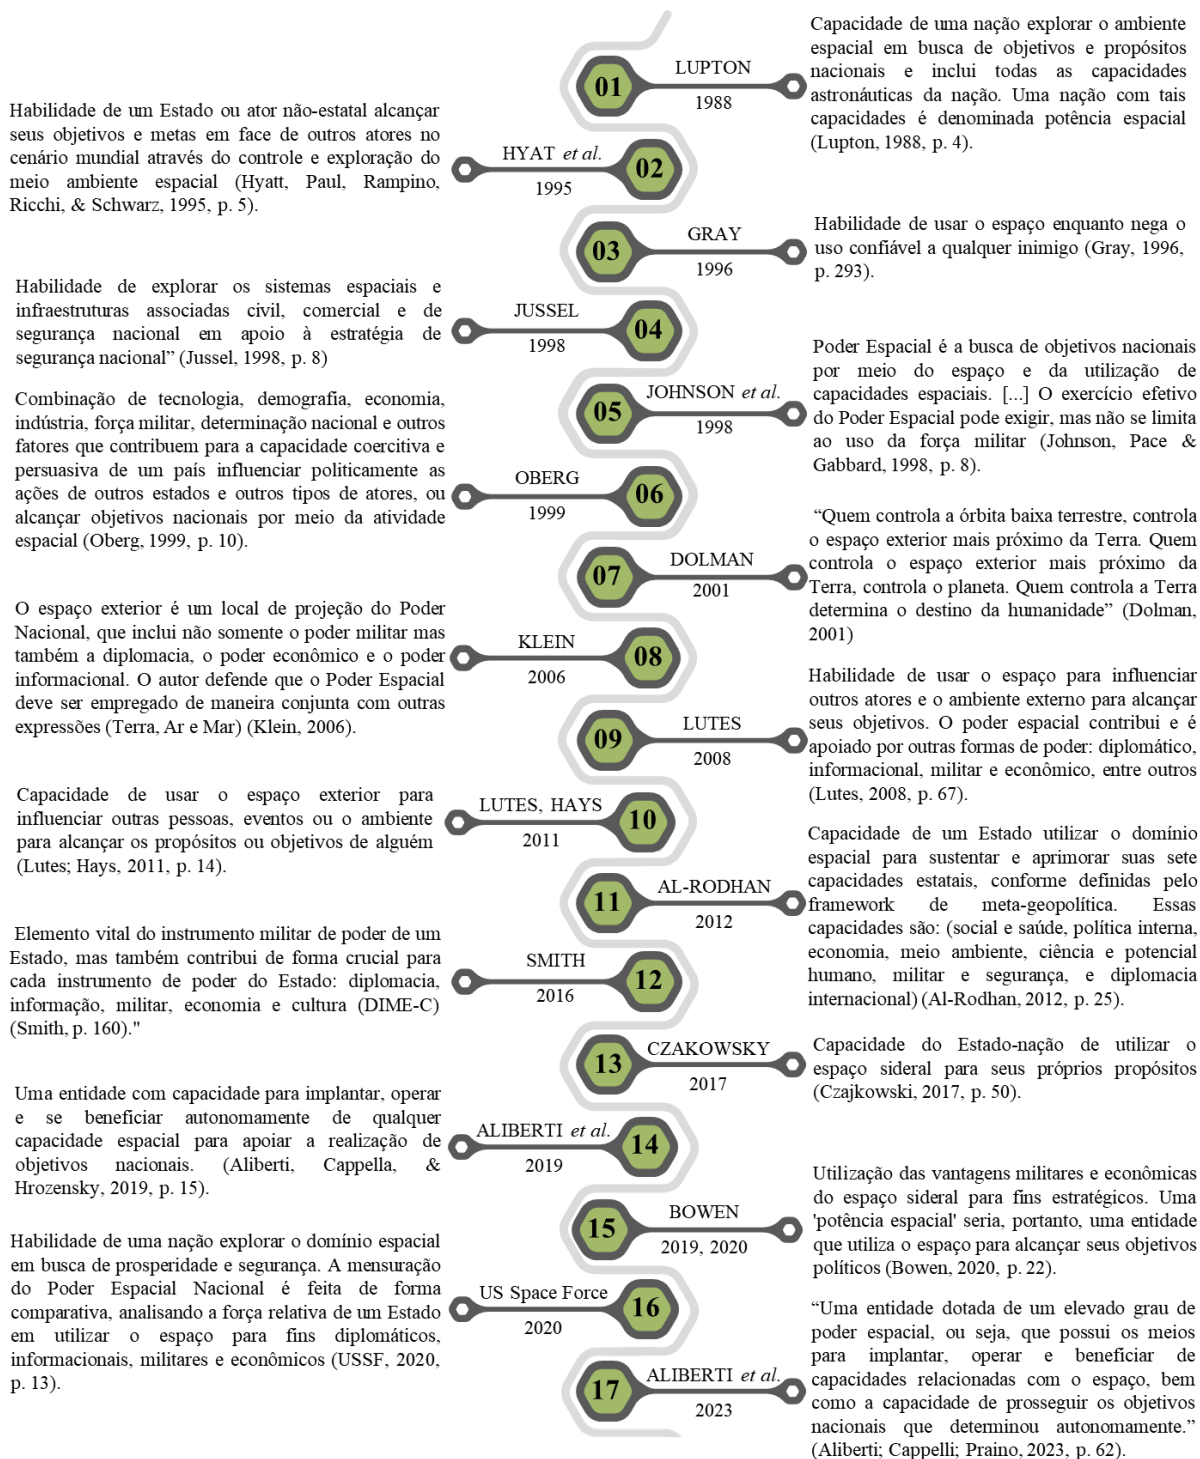 01
LUPTON
1988
Capacidade de uma nação explorar o ambiente
espacial em busca de objetivos e propósitos
nacionais e inclui todas as capacidades
astronáuticas da nação. Uma nação com tais
capacidades é denominada potência espacial
(Lupton, 1988, p. 4).
02
HYAT et al.
1995
Habilidade de um Estado ou ator não-estatal alcançar
seus objetivos e metas em face de outros atores no
cenário mundial através do controle e exploração do
meio ambiente espacial (Hyatt, Paul, Rampino,
Ricchi, & Schwarz, 1995, p. 5).
03
GRAY
1996
Habilidade de usar o espaço enquanto nega o
uso confiável a qualquer inimigo (Gray, 1996,
p. 293).
04
JUSSEL
1998
Habilidade de explorar os sistemas espaciais e
infraestruturas associadas civil, comercial e de
segurança nacional em apoio à estratégia de
segurança nacional” (Jussel, 1998, p. 8)
05
JOHNSON et al.
1998
Poder Espacial é a busca de objetivos nacionais
por meio do espaço e da utilização de
capacidades espaciais. [...] O exercício efetivo
do Poder Espacial pode exigir, mas não se limita
ao uso da força militar (Johnson, Pace &
Gabbard, 1998, p. 8).
06
OBERG
1999
Combinação de tecnologia, demografia, economia,
indústria, força militar, determinação nacional e outros
fatores que contribuem para a capacidade coercitiva e
persuasiva de um país influenciar politicamente as
ações de outros estados e outros tipos de atores, ou
alcançar objetivos nacionais por meio da atividade
espacial (Oberg, 1999, p. 10).
07
DOLMAN
2001
“Quem controla a órbita baixa terrestre, controla
o espaço exterior mais próximo da Terra. Quem
controla o espaço exterior mais próximo da
Terra, controla o planeta. Quem controla a Terra
determina o destino da humanidade” (Dolman,
2001)
08
KLEIN
2006
O espaço exterior é um local de projeção do Poder
Nacional, que inclui não somente o poder militar mas
também a diplomacia, o poder econômico e o poder
informacional. O autor defende que o Poder Espacial
deve ser empregado de maneira conjunta com outras
expressões (Terra, Ar e Mar) (Klein, 2006).
09
LUTES
2008
Habilidade de usar o espaço para influenciar
outros atores e o ambiente externo para alcançar
seus objetivos. O poder espacial contribui e é
apoiado por outras formas de poder: diplomático,
informacional, militar e econômico, entre outros
(Lutes, 2008, p. 67).
10
LUTES, HAYS
2011
Capacidade de usar o espaço exterior para
influenciar outras pessoas, eventos ou o ambiente
para alcançar os propósitos ou objetivos de alguém
(Lutes; Hays, 2011, p. 14).
11
AL-RODHAN
2012
Capacidade de um Estado utilizar o domínio
espacial para sustentar e aprimorar suas sete
capacidades estatais, conforme definidas pelo
framework de meta-geopolítica. Essas
capacidades são: (social e saúde, política interna,
economia, meio ambiente, ciência e potencial
humano, militar e segurança, e diplomacia
internacional) (Al-Rodhan, 2012, p. 25).
12
SMITH
2016
Elemento vital do instrumento militar de poder de um
Estado, mas também contribui de forma crucial para
cada instrumento de poder do Estado: diplomacia,
informação, militar, economia e cultura (DIME-C)
(Smith, p. 160)."
13
CZAKOWSKY
2017
Capacidade do Estado-nação de utilizar o
espaço sideral para seus próprios propósitos
(Czajkowski, 2017, p. 50).
14
ALIBERTI et al.
2019
Uma entidade com capacidade para implantar, operar
e se beneficiar autonomamente de qualquer
capacidade espacial para apoiar a realização de
objetivos nacionais. (Aliberti, Cappella, &
Hrozensky, 2019, p. 15).
15
BOWEN
2019, 2020
Utilização das vantagens militares e econômicas
do espaço sideral para fins estratégicos. Uma
'potência espacial' seria, portanto, uma entidade
que utiliza o espaço para alcançar seus objetivos
políticos (Bowen, 2020, p. 22).
16
US Space Force
2020
Habilidade de uma nação explorar o domínio espacial
em busca de prosperidade e segurança. A mensuração
do Poder Espacial Nacional é feita de forma
comparativa, analisando a força relativa de um Estado
em utilizar o espaço para fins diplomáticos,
informacionais, militares e econômicos (USSF, 2020,
p. 13).
17
ALIBERTI et al.
2023
“Uma entidade dotada de um elevado grau de
poder espacial, ou seja, que possui os meios
para implantar, operar e beneficiar de
capacidades relacionadas com o espaço, bem
como a capacidade de prosseguir os objetivos
nacionais que determinou autonomamente.”
(Aliberti; Cappelli; Praino, 2023, p. 62).